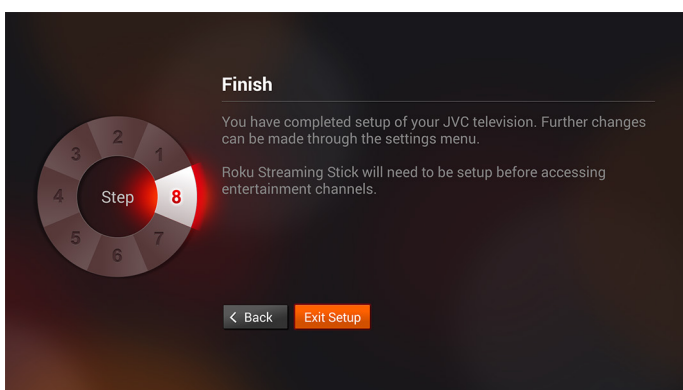 Finish
You have completed setup of your JVC television. Further changes
can be made through the settings menu.
Roku Streaming Stick will need to be setup before accessing
entertainment channels.
2
3
1
4
Step
8
5
7
6
Back
Exit Setup